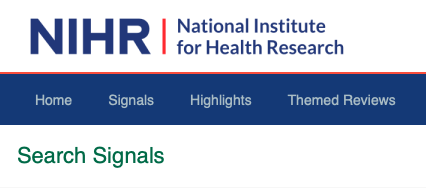 NIHR | National Institute
for Health Research
Home Signals Highlights Themed Reviews
Search Signals